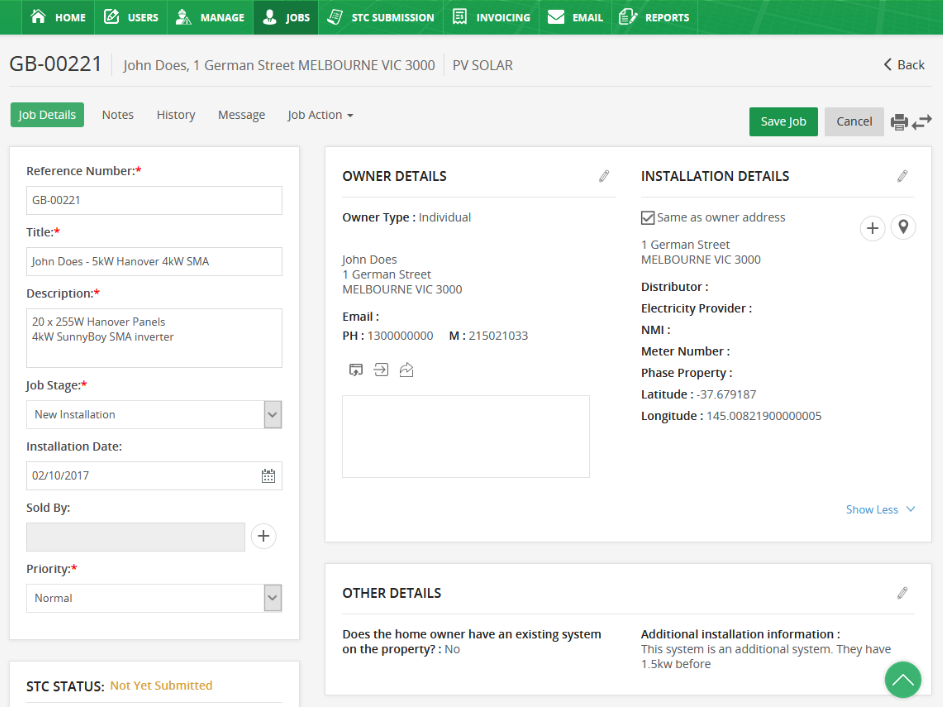 HOME
USERS
MANAGE
JOBS
STC SUBMISSION
INVOICING
EMAIL
REPORTS
GB-00221
John Does, 1 German Street MELBOURNE VIC 3000
PV SOLAR
Back
Job Details
Notes
History
Message
Job Action
Save Job
Cancel
Reference Number:*
GB-00221
Title:*
John Does - 5kW Hanover 4kW SMA
Description:*
20 x 255W Hanover Panels
4kW SunnyBoy SMA inverter
Job Stage:*
New Installation
Installation Date:
02/10/2017
Sold By:
Priority:*
Normal
STC STATUS: Not Yet Submitted
OWNER DETAILS
Owner Type : Individual
John Does
1 German Street
MELBOURNE VIC 3000
Email :
PH : 1300000000 M : 215021033
INSTALLATION DETAILS
Same as owner address
1 German Street
MELBOURNE VIC 3000
Distributor :
Electricity Provider :
NMI :
Meter Number :
Phase Property :
Latitude : -37.679187
Longitude : 145.00821900000005
Show Less
OTHER DETAILS
Does the home owner have an existing system
on the property? : No
Additional installation information :
This system is an additional system. They have
1.5kw before